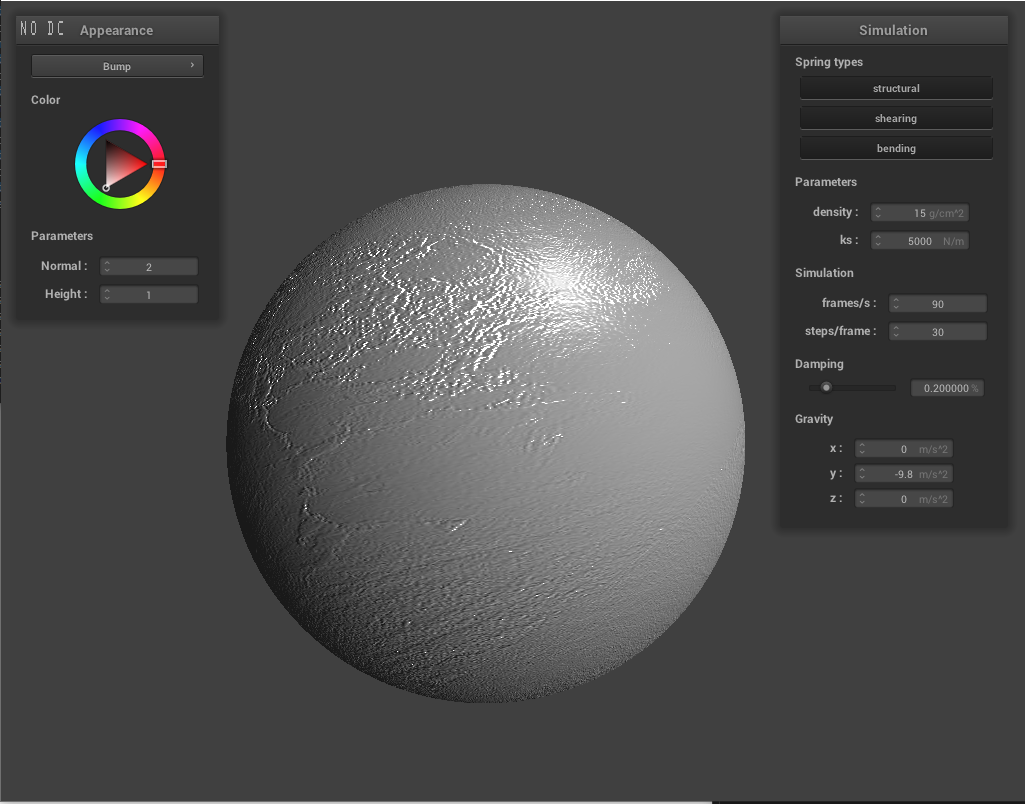 NO DC Appearance
Bump
Color
Parameters
Normal : 2
Height : 1
Simulation
Spring types
structural
shearing
bending
Parameters
density : 15 g/cm^2
ks : 5000 N/m
Simulation
frames/s : 90
steps/frame : 30
Damping
0.200000 %
Gravity
x : 0 m/s^2
y : -9.8 m/s^2
z : 0 m/s^2